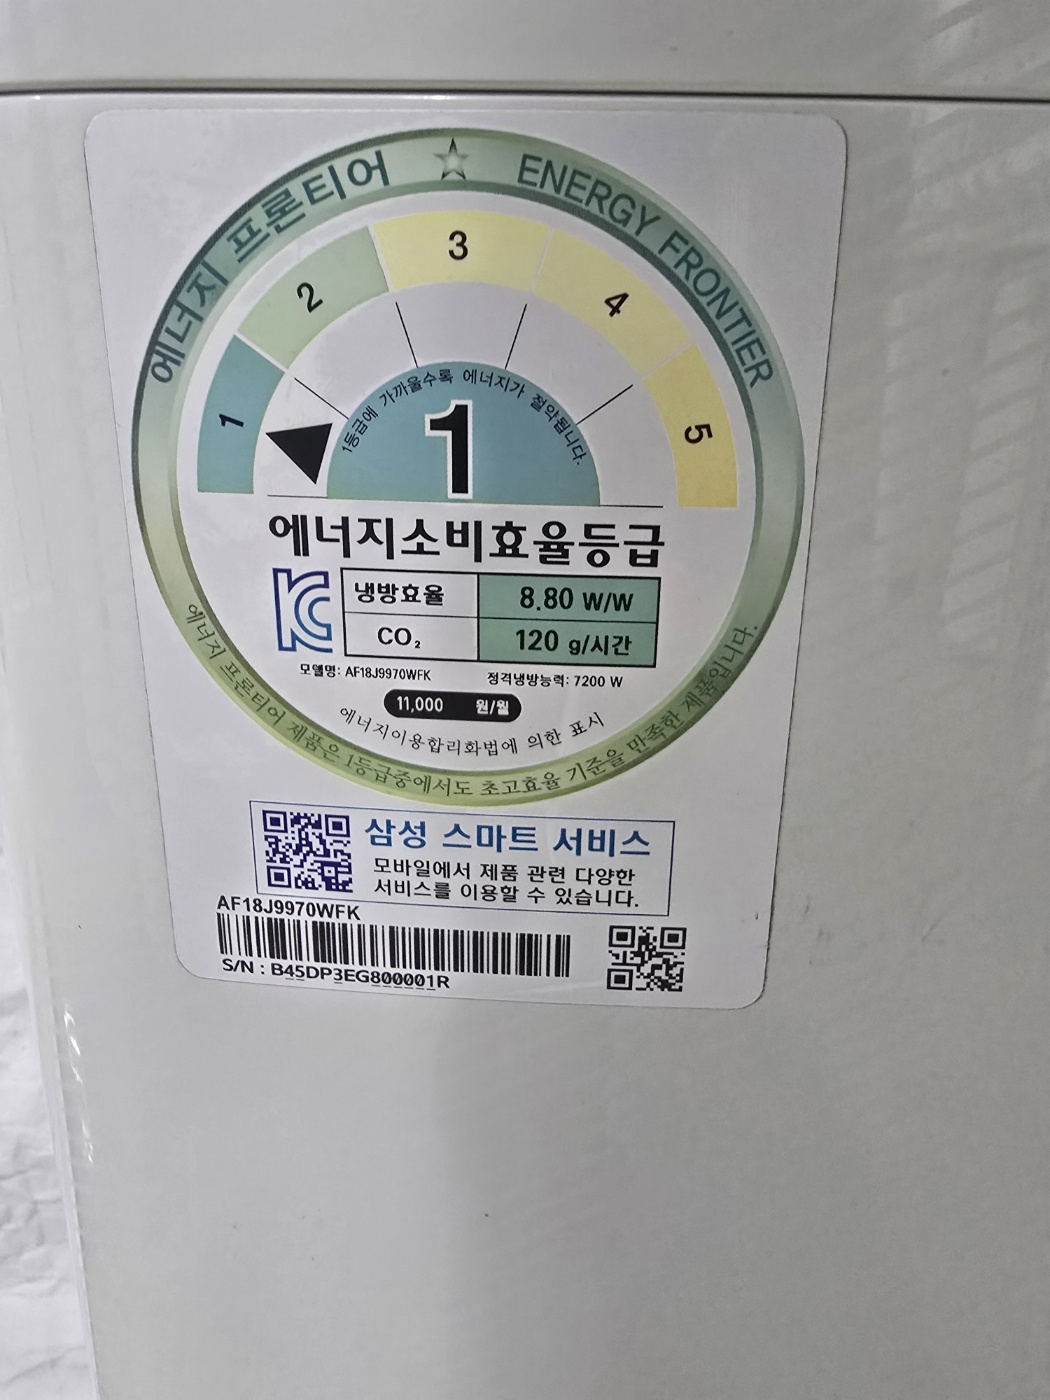 에너지 프론티어 ☆ ENERGY FRONTIER
1 2 3 4 5
1등급에 가까울수록 에너지가 절약됩니다.
1
에너지소비효율등급
냉방효율 8.80 W/W
CO₂ 120 g/시간
모델명: AF18J9970WFK 정격냉방능력: 7200 W
11,000 원/월
에너지이용합리화법에 의한 표시
에너지 프론티어 제품은 1등급중에서도 초고효율 기준을 만족한 제품입니다.
삼성 스마트 서비스
모바일에서 제품 관련 다양한
서비스를 이용할 수 있습니다.
AF18J9970WFK
S/N : B45DP3EG800001R